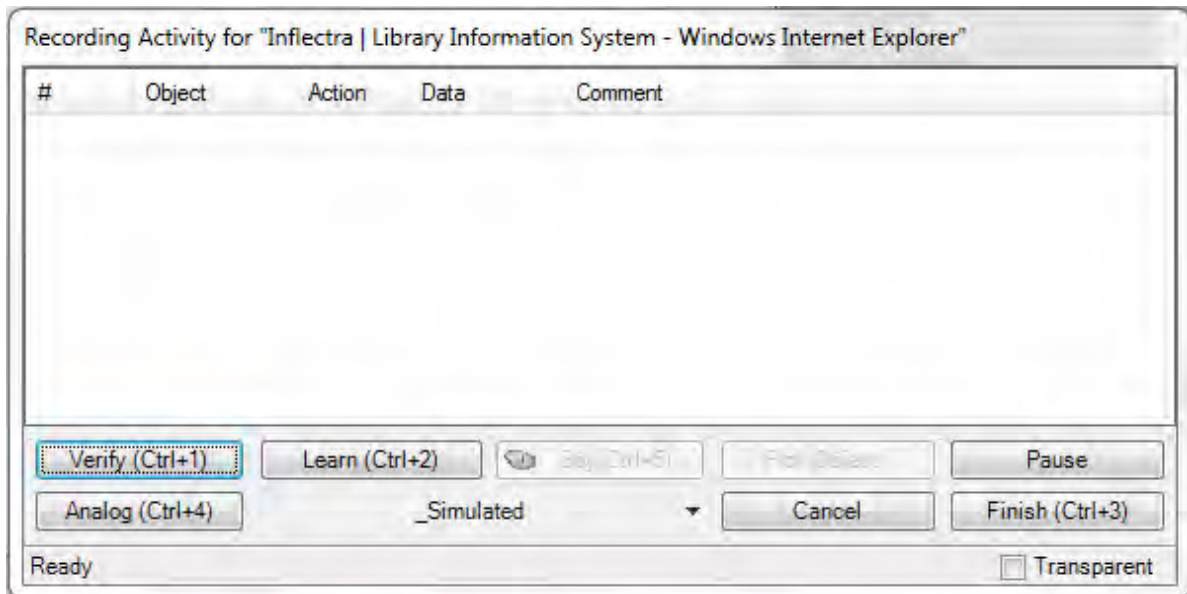 Recording Activity for "Inflectra | Library Information System - Windows Internet Explorer"
# Object Action Data Comment
Verify (Ctrl+1) Learn (Ctrl+2) Pause
Analog (Ctrl+4) _Simulated Cancel Finish (Ctrl+3)
Ready Transparent